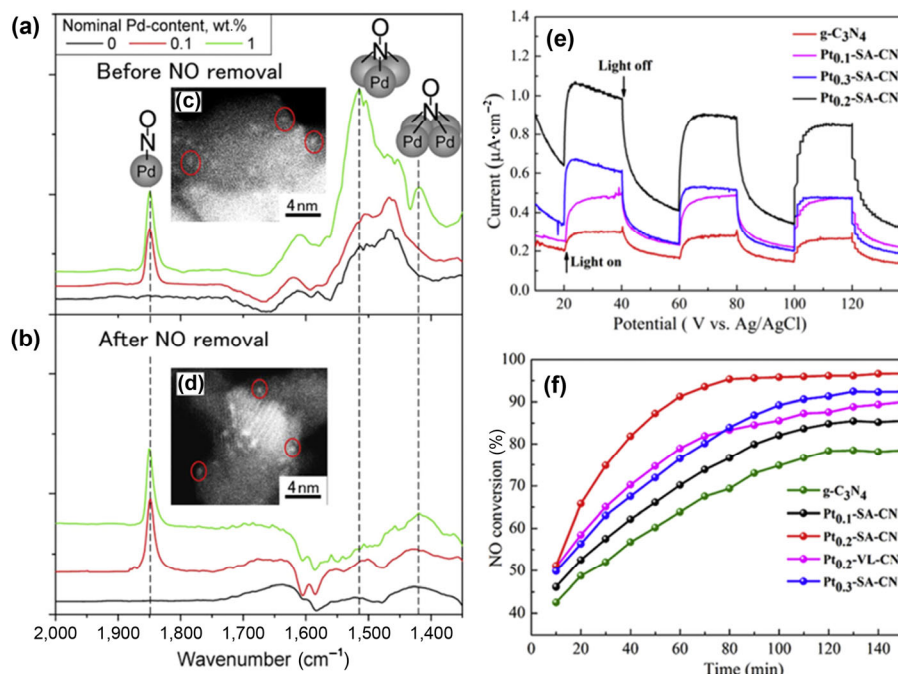 (a)
Nominal Pd-content, wt.%
0 0.1 1
Before NO removal
(c)
4 nm
O
N
Pd
O
N
Pd
O
N
Pd Pd
(b)
After NO removal
(d)
4 nm
2,000 1,900 1,800 1,700 1,600 1,500 1,400
Wavenumber (cm⁻¹)
(e)
g-C₃N₄
Pt₀.₁-SA-CN
Pt₀.₃-SA-CN
Pt₀.₂-SA-CN
Light off
Light on
Current (μA·cm⁻²)
1.2
1.0
0.8
0.6
0.4
0.2
0.0
20 40 60 80 100 120
Potential ( V vs. Ag/AgCl)
(f)
NO conversion (%)
100
90
80
70
60
50
40
g-C₃N₄
Pt₀.₁-SA-CN
Pt₀.₂-SA-CN
Pt₀.₂-VL-CN
Pt₀.₃-SA-CN
0 20 40 60 80 100 120 140
Time (min)